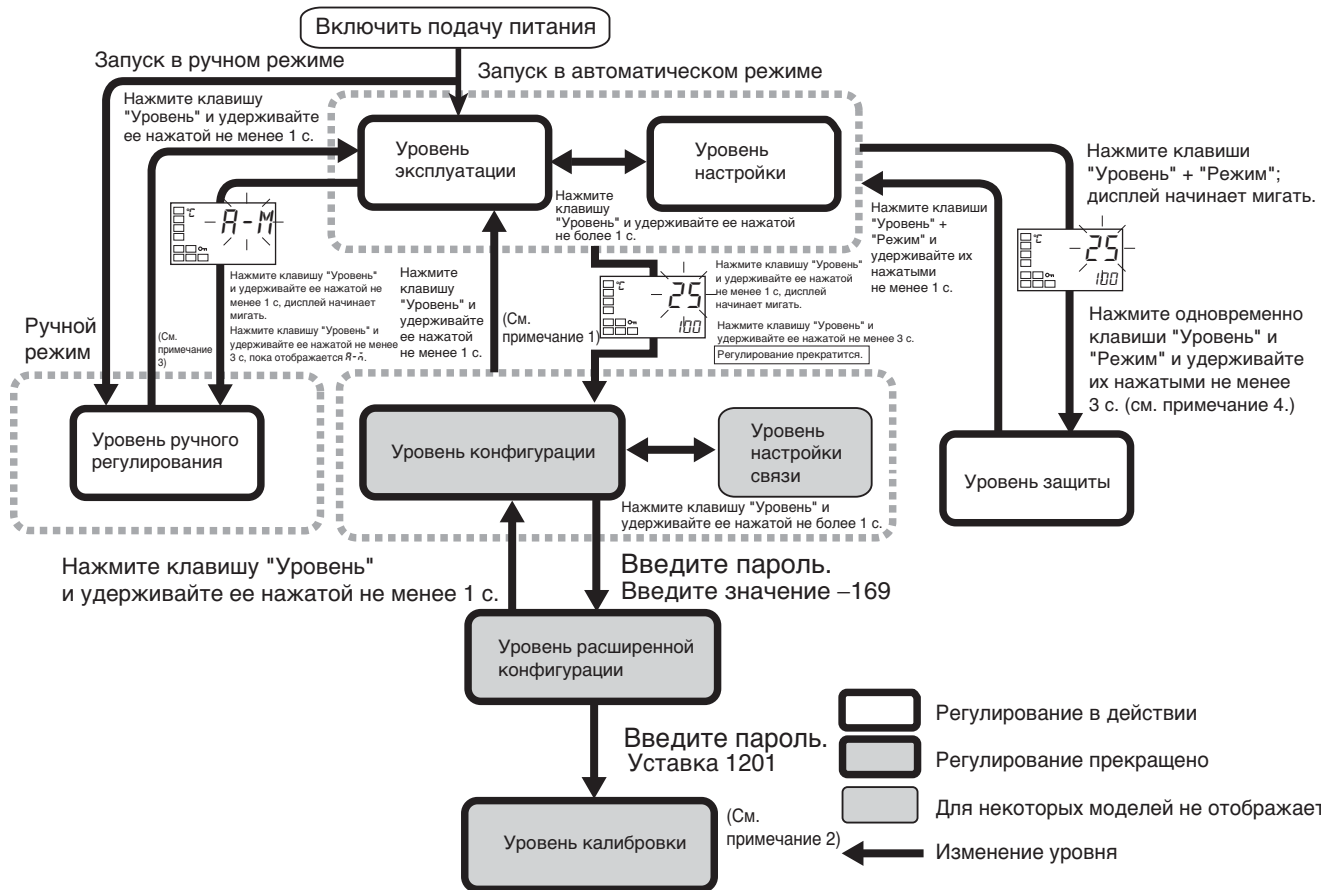 Включить подачу питания
Запуск в ручном режиме
Запуск в автоматическом режиме
Нажмите клавишу
"Уровень" и удерживайте
ее нажатой не менее 1 с.
Уровень
эксплуатации
Уровень
настройки
Нажмите
клавишу
"Уровень" и удерживайте ее нажатой
не более 1 с.
Нажмите клавиши
"Уровень" +
"Режим" и
удерживайте их
нажатыми
не менее 1 с.
Нажмите клавиши
"Уровень" + "Режим";
дисплей начинает мигать.
°C
A-M
°C
25
100
°C
25
100
Нажмите клавишу "Уровень"
и удерживайте ее нажатой не
менее 1 с, дисплей начинает
мигать.
Нажмите клавишу "Уровень" и
удерживайте ее нажатой не менее
3 с, пока отображается
Нажмите
клавишу
"Уровень" и
удерживайте
ее нажатой
не менее 1 с.
(См.
примечание 1)
Нажмите клавишу "Уровень"
и удерживайте ее нажатой
не менее 1 с, дисплей
начинает мигать.
Нажмите клавишу "Уровень" и
удерживайте ее нажатой не менее 3 с.
Регулирование прекратится.
Нажмите одновременно
клавиши "Уровень" и
"Режим" и удерживайте
их нажатыми не менее
3 с. (см. примечание 4.)
Ручной
режим
(См.
примечание
3)
Уровень ручного
регулирования
Уровень конфигурации
Уровень
настройки
связи
Уровень защиты
Нажмите клавишу "Уровень" и
удерживайте ее нажатой не более 1 с.
Нажмите клавишу "Уровень"
и удерживайте ее нажатой не менее 1 с.
Введите пароль.
Введите значение –169
Уровень расширенной
конфигурации
Введите пароль.
Уставка 1201
Уровень калибровки
(См.
примечание 2)
Регулирование в действии
Регулирование прекращено
Для некоторых моделей не отображает
Изменение уровня